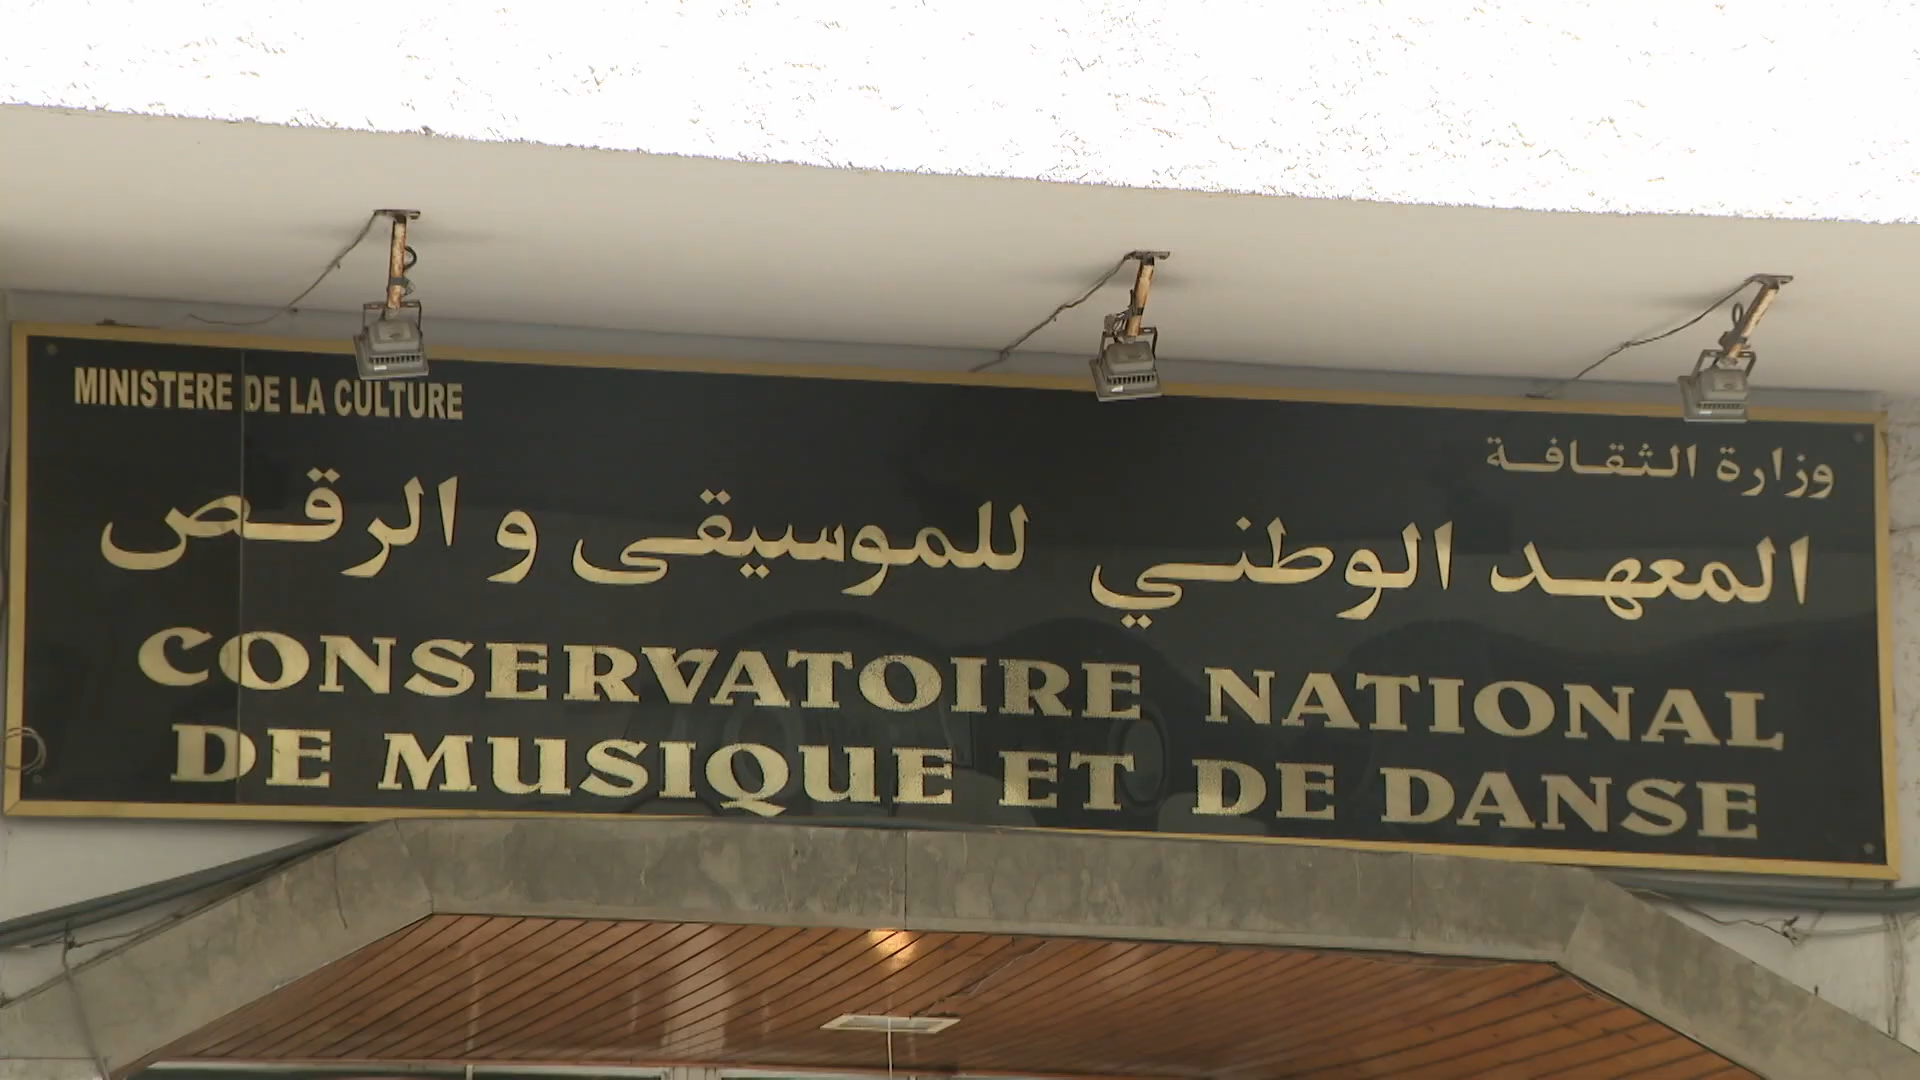 MINISTERE DE LA CULTURE
وزارة الثقافة
المعهد الوطني للموسيقى و الرقص
CONSERVATOIRE NATIONAL
DE MUSIQUE ET DE DANSE